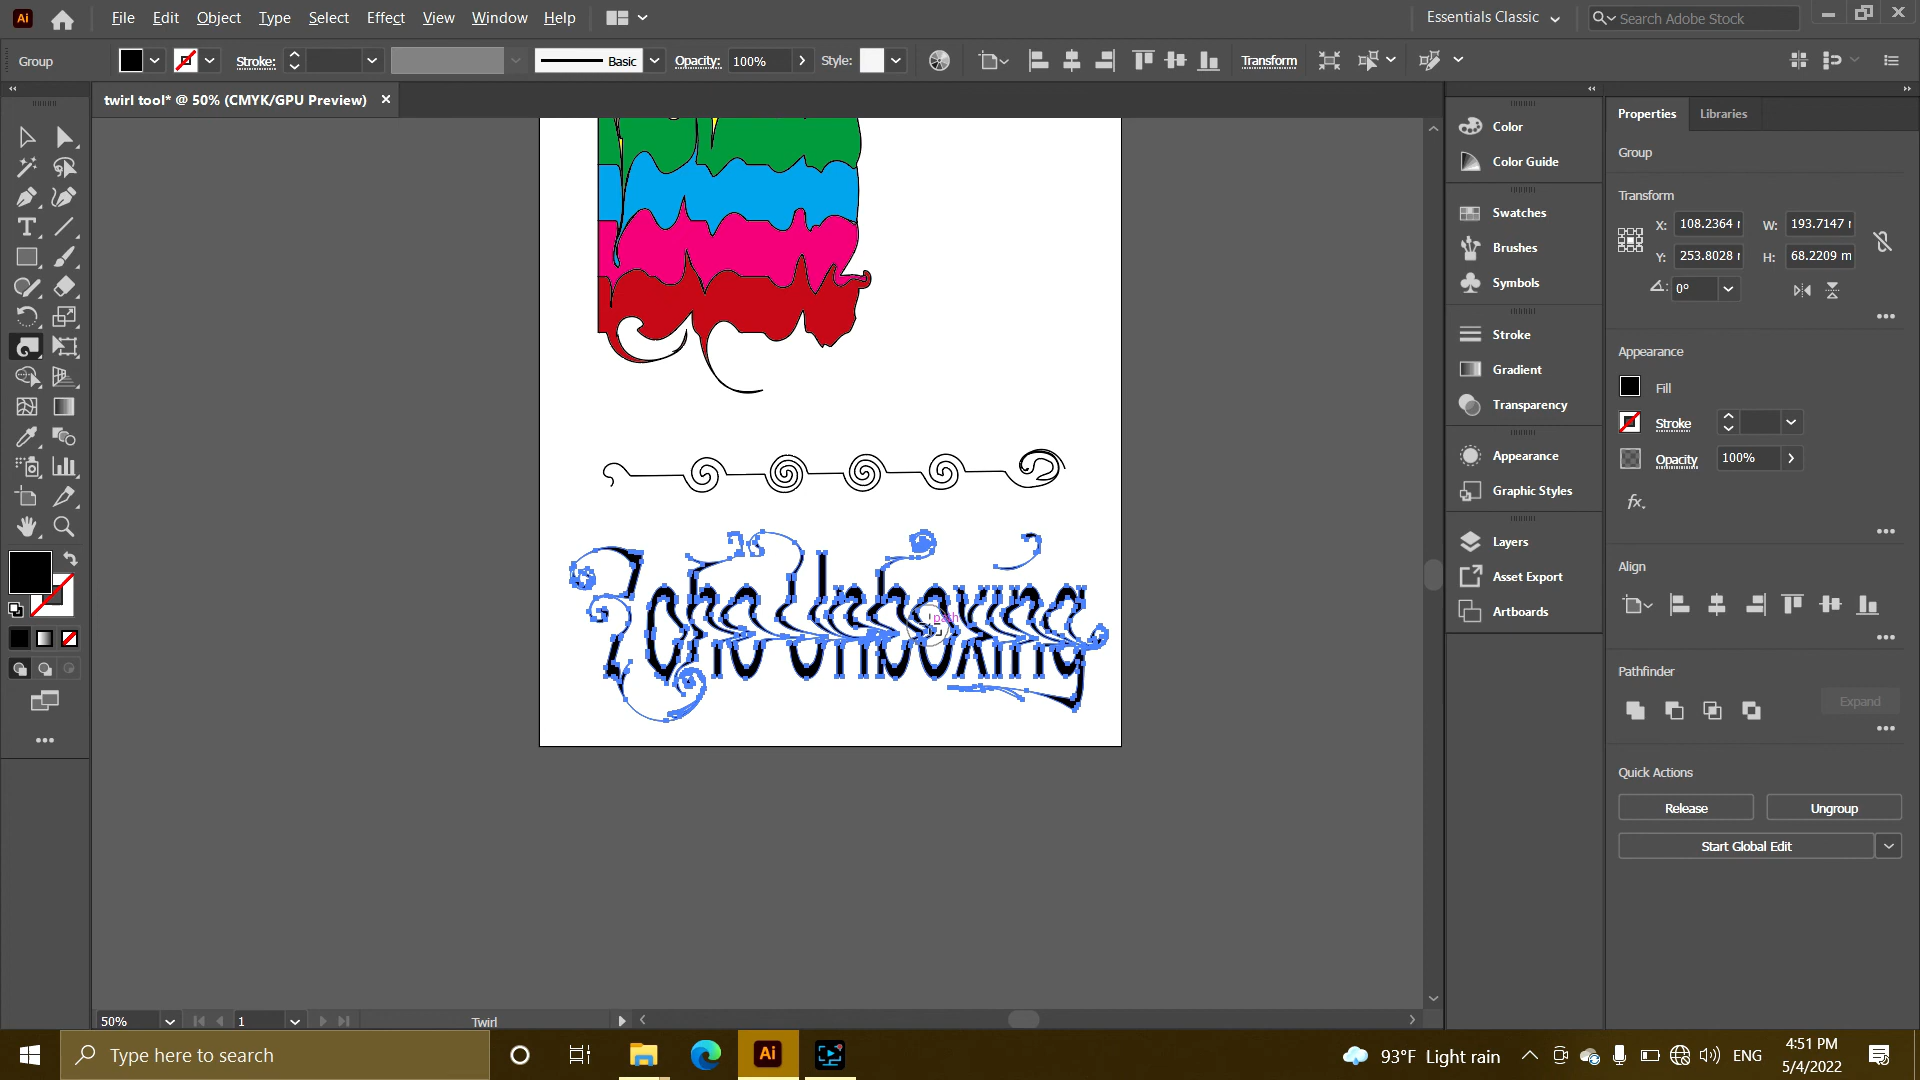 Ai File Edit Object Type Select Effect View Window Help Essentials Classic Search Adobe Stock
Group Stroke: Basic Opacity: 100% Style: Transform
twirl tool* @ 50% (CMYK/GPU Preview)
Color
Color Guide
Swatches
Brushes
Symbols
Stroke
Gradient
Transparency
Appearance
Graphic Styles
Layers
Asset Export
Artboards
Properties Libraries
Group
Transform
X: 108.2364 W: 193.7147
Y: 253.8028 H: 68.2209 m
0°
Appearance
Fill
Stroke
Opacity 100%
fx
Align
Pathfinder
Expand
Quick Actions
Release Ungroup
Start Global Edit
Unboxing
path
50% 1 Twirl
Type here to search Ai 93°F Light rain ENG 4:51 PM
5/4/2022